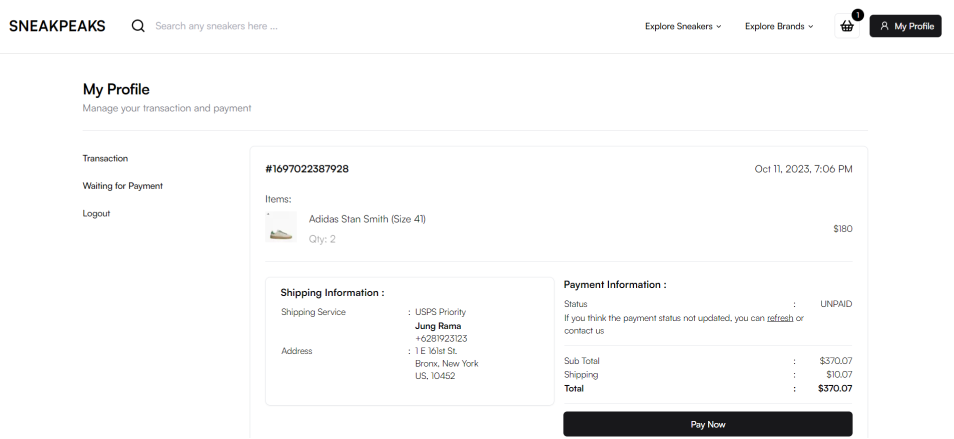 SNEAKPEAKS
Search any sneakers here ...
Explore Sneakers
Explore Brands
1
My Profile
My Profile
Manage your transaction and payment
Transaction
Waiting for Payment
Logout
#1697022387928
Oct 11, 2023, 7:06 PM
Items:
Adidas Stan Smith (Size 41)
Qty: 2
$180
Shipping Information :
Shipping Service : USPS Priority
Jung Rama
+6281923123
Address : 1 E 161st St.
Bronx, New York
US, 10452
Payment Information :
Status : UNPAID
If you think the payment status not updated, you can refresh or
contact us
Sub Total : $370.07
Shipping : $10.07
Total : $370.07
Pay Now